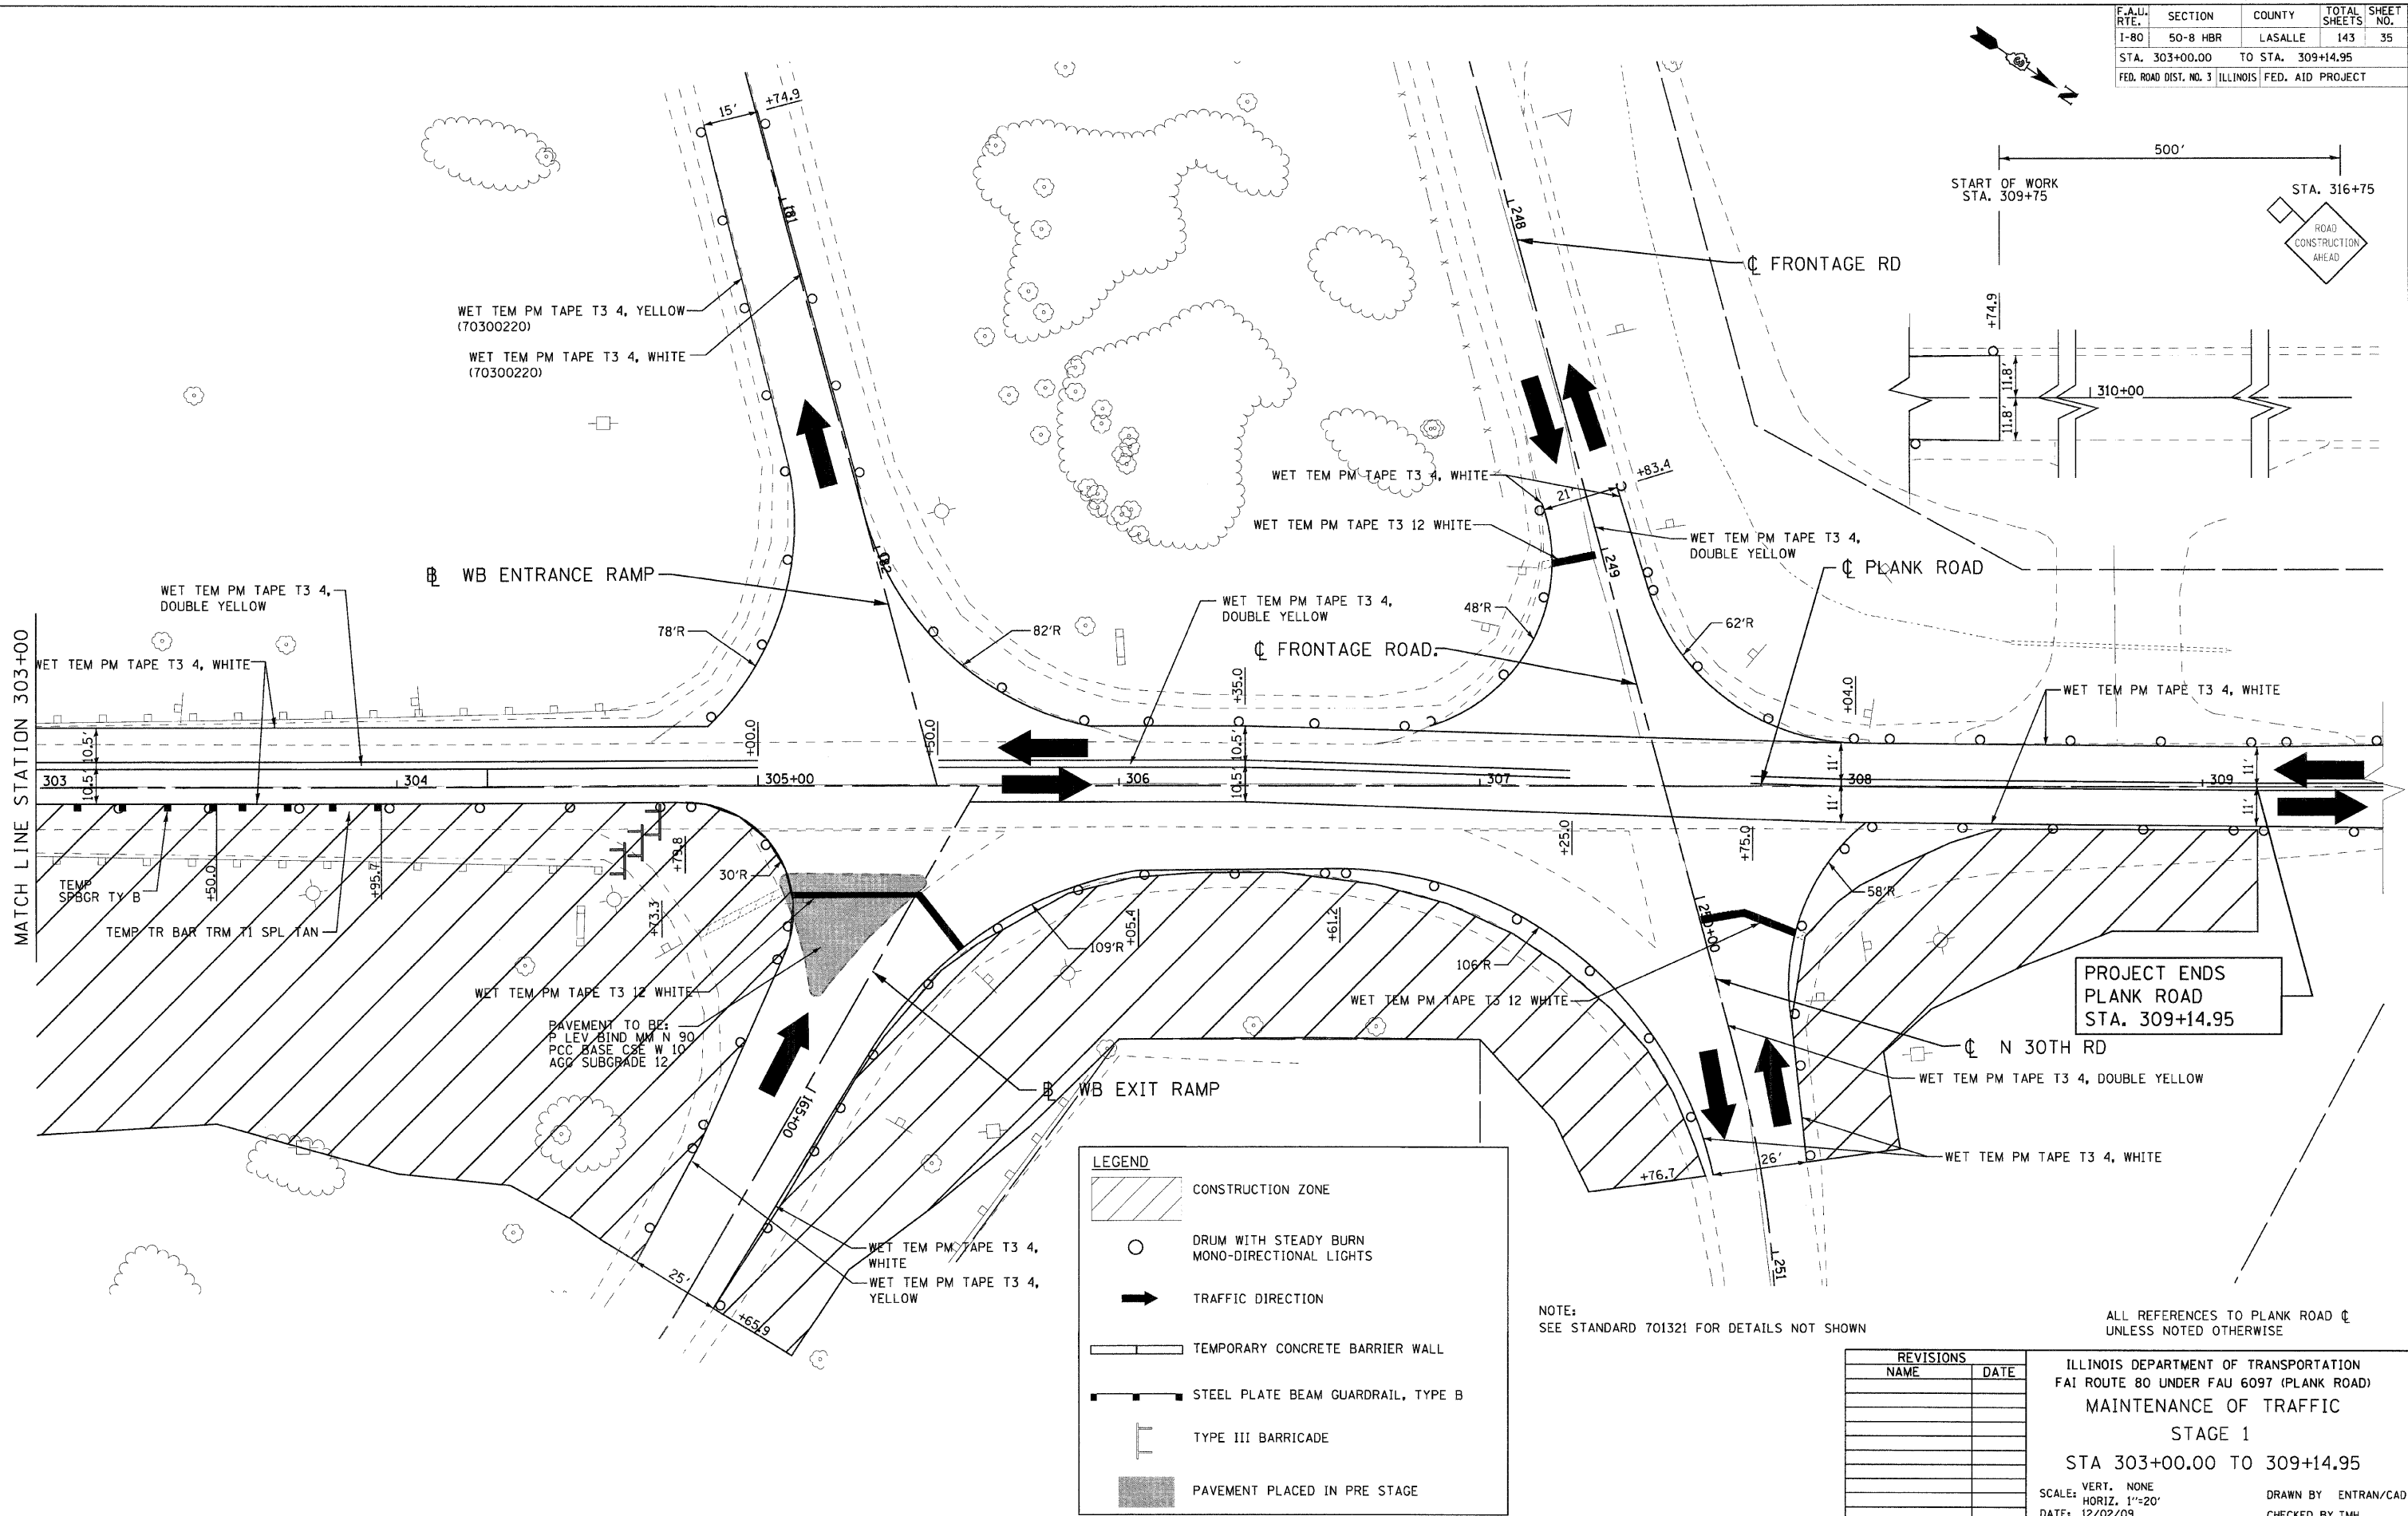 F.A.U. RTE. SECTION COUNTY TOTAL SHEETS SHEET NO.
I-80 50-8 HBR LASALLE 143 35
STA. 303+00.00 TO STA. 309+14.95
FED. ROAD DIST. NO. 3 ILLINOIS FED. AID PROJECT
N
500'
START OF WORK
STA. 309+75
STA. 316+75
ROAD
CONSTRUCTION
AHEAD
+74.9
11.8'
11.8'
310+00
15'
+74.9
181
WET TEM PM TAPE T3 4, YELLOW
(70300220)
WET TEM PM TAPE T3 4, WHITE
(70300220)
248
℄ FRONTAGE RD
WET TEM PM TAPE T3 4, WHITE
21'
+83.4
WET TEM PM TAPE T3 12 WHITE
249
WET TEM PM TAPE T3 4,
DOUBLE YELLOW
℄ PLANK ROAD
182
B WB ENTRANCE RAMP
WET TEM PM TAPE T3 4,
DOUBLE YELLOW
WET TEM PM TAPE T3 4,
DOUBLE YELLOW
48'R
78'R
82'R
62'R
℄ FRONTAGE ROAD.
MATCH LINE STATION 303+00
WET TEM PM TAPE T3 4, WHITE
+35.0
+04.0
WET TEM PM TAPE T3 4, WHITE
10.5'
+00.0
+50.0
10.5'
11'
11'
303
304
305+00
306
307
308
309
10.5'
10.5'
11'
11'
+25.0
+75.0
TEMP
SPBGR TY B
+50.0
+95.7
+79.8
30'R
+73.3
58'R
TEMP TR BAR TRM T1 SPL TAN
109'R
+05.4
+61.2
106'R
250+00
WET TEM PM TAPE T3 12 WHITE
WET TEM PM TAPE T3 12 WHITE
PROJECT ENDS
PLANK ROAD
STA. 309+14.95
PAVEMENT TO BE:
P LEV BIND MM N 90
PCC BASE CSE W 10
AGG SUBGRADE 12
℄ N 30TH RD
WET TEM PM TAPE T3 4, DOUBLE YELLOW
B WB EXIT RAMP
165+00
WET TEM PM TAPE T3 4, WHITE
26'
+76.7
251
WET TEM PM TAPE T3 4,
WHITE
WET TEM PM TAPE T3 4,
YELLOW
25'
+65.9
LEGEND
CONSTRUCTION ZONE
DRUM WITH STEADY BURN
MONO-DIRECTIONAL LIGHTS
TRAFFIC DIRECTION
TEMPORARY CONCRETE BARRIER WALL
STEEL PLATE BEAM GUARDRAIL, TYPE B
TYPE III BARRICADE
PAVEMENT PLACED IN PRE STAGE
NOTE:
SEE STANDARD 701321 FOR DETAILS NOT SHOWN
ALL REFERENCES TO PLANK ROAD ℄
UNLESS NOTED OTHERWISE
REVISIONS
NAME DATE
ILLINOIS DEPARTMENT OF TRANSPORTATION
FAI ROUTE 80 UNDER FAU 6097 (PLANK ROAD)
MAINTENANCE OF TRAFFIC
STAGE 1
STA 303+00.00 TO 309+14.95
SCALE: VERT. NONE
HORIZ. 1"=20'
DRAWN BY ENTRAN/CAD
DATE: 12/02/09
CHECKED BY TMH